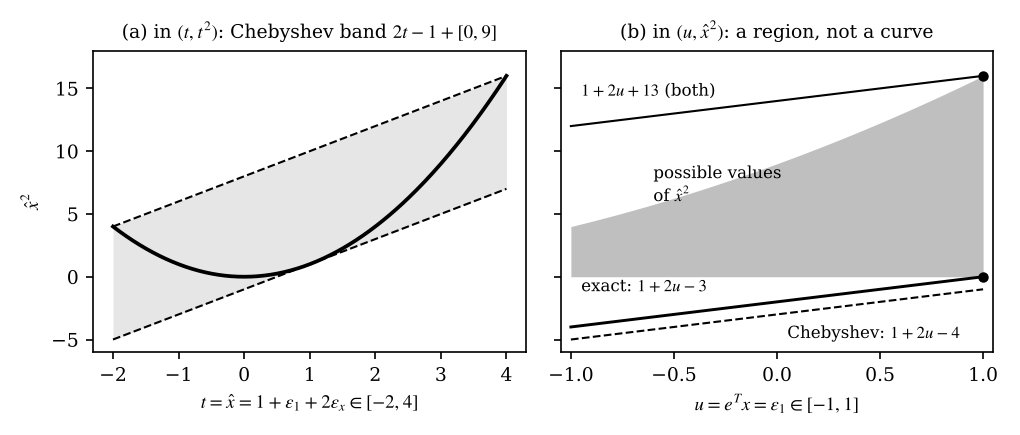 (a) in (t, t²): Chebyshev band 2t − 1 + [0, 9]
x̂²
15
10
5
0
−5
−2
−1
0
1
2
3
4
t = x̂ = 1 + ε₁ + 2εₓ ∈ [−2, 4]
(b) in (u, x̂²): a region, not a curve
1 + 2u + 13 (both)
possible values
of x̂²
exact: 1 + 2u − 3
Chebyshev: 1 + 2u − 4
−1.0
−0.5
0.0
0.5
1.0
u = eᵀx = ε₁ ∈ [−1, 1]